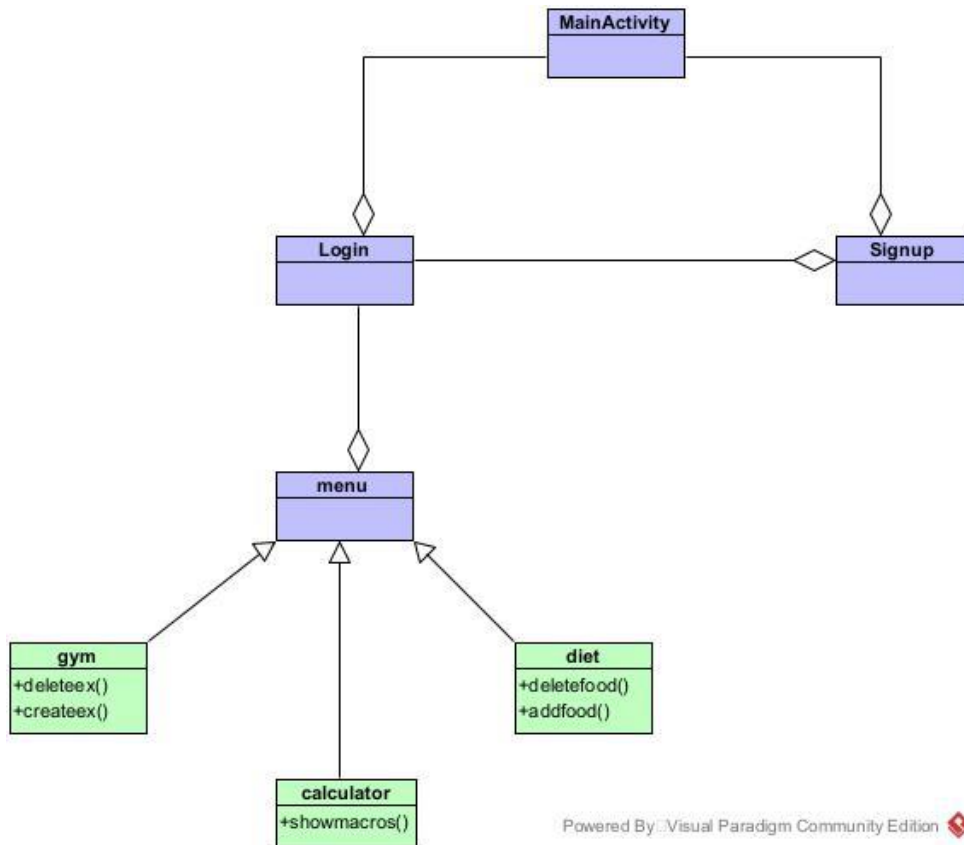 MainActivity
Login
Signup
menu
gym
+deleteex()
+createex()
diet
+deletefood()
+addfood()
calculator
+showmacros()
Powered By Visual Paradigm Community Edition